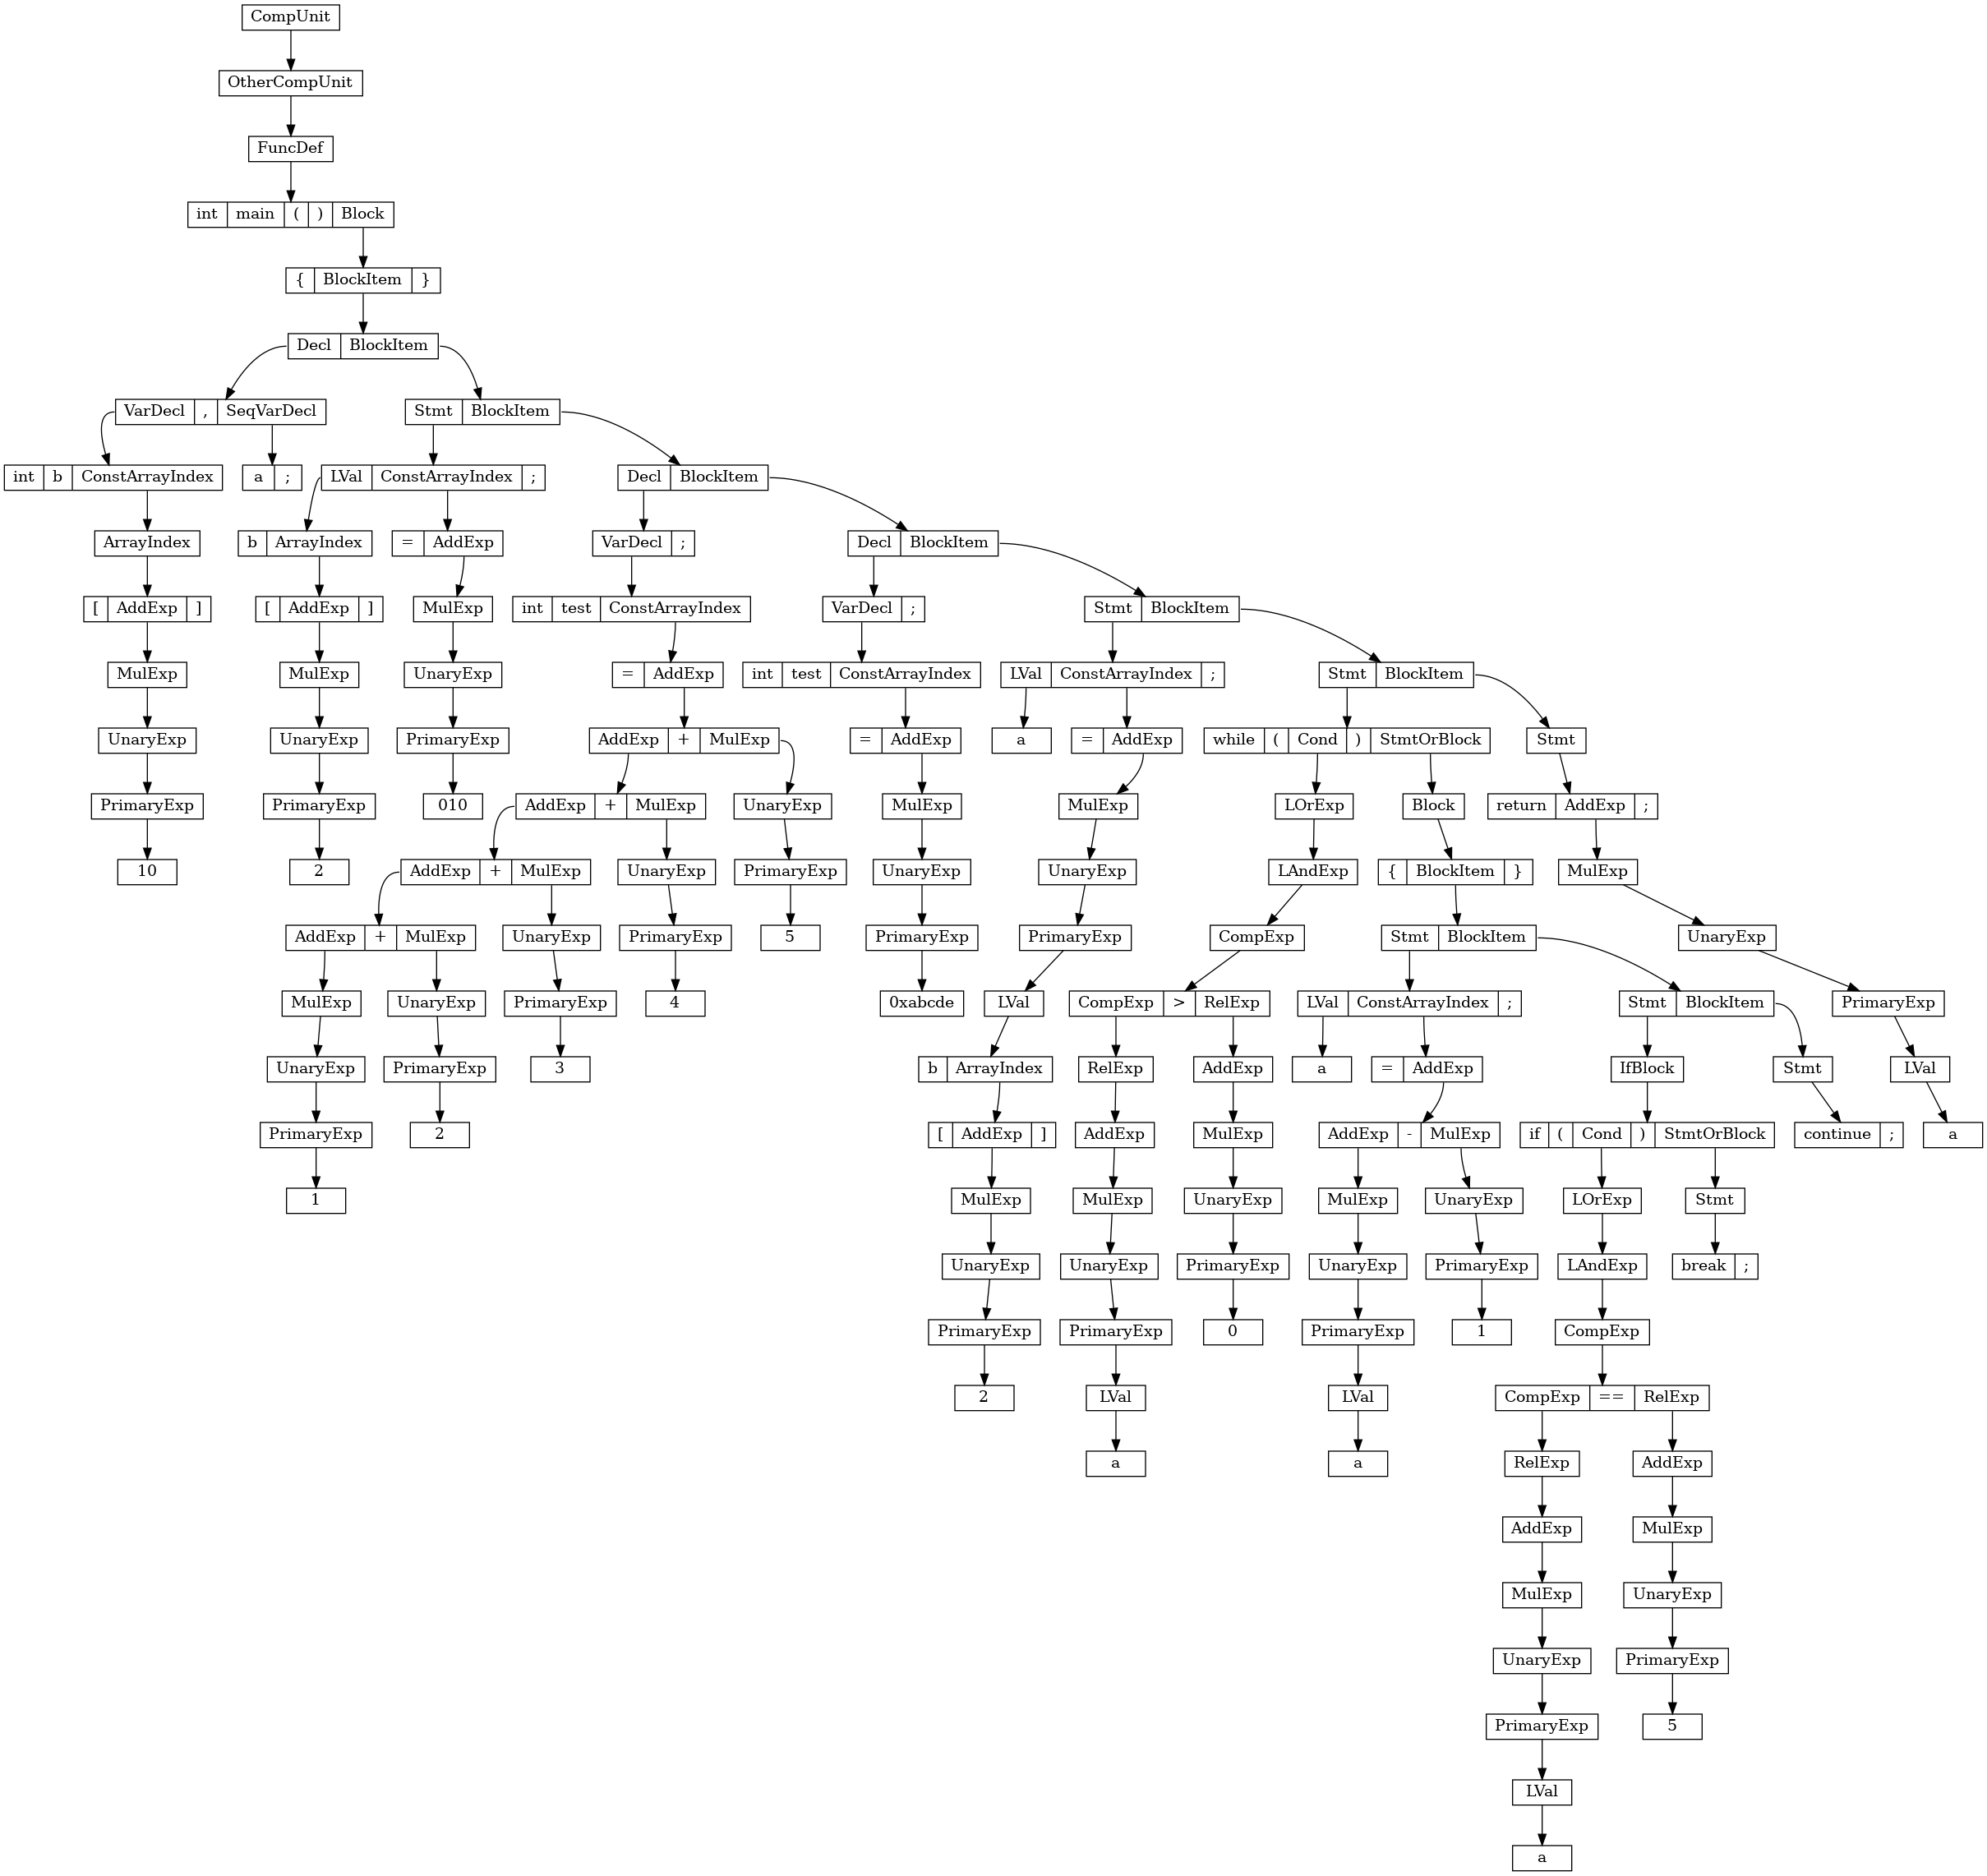 CompUnit
OtherCompUnit
FuncDef
int main ( ) Block
{ BlockItem }
Decl BlockItem
VarDecl , SeqVarDecl Stmt BlockItem
int b ConstArrayIndex a ; LVal ConstArrayIndex ; Decl BlockItem
ArrayIndex b ArrayIndex = AddExp VarDecl ; Decl BlockItem
[ AddExp ] [ AddExp ] MulExp int test ConstArrayIndex VarDecl ; Stmt BlockItem
MulExp MulExp UnaryExp = AddExp int test ConstArrayIndex LVal ConstArrayIndex ; Stmt BlockItem
UnaryExp UnaryExp PrimaryExp AddExp + MulExp = AddExp a = AddExp while ( Cond ) StmtOrBlock Stmt
PrimaryExp PrimaryExp 010 AddExp + MulExp UnaryExp MulExp MulExp LOrExp Block return AddExp ;
10 2 AddExp + MulExp UnaryExp PrimaryExp UnaryExp UnaryExp LAndExp { BlockItem } MulExp
AddExp + MulExp UnaryExp PrimaryExp 5 PrimaryExp PrimaryExp CompExp Stmt BlockItem UnaryExp
MulExp UnaryExp PrimaryExp 4 0xabcde LVal CompExp > RelExp LVal ConstArrayIndex ; Stmt BlockItem PrimaryExp
UnaryExp PrimaryExp 3 b ArrayIndex RelExp AddExp a = AddExp IfBlock Stmt LVal
PrimaryExp 2 [ AddExp ] AddExp MulExp AddExp - MulExp if ( Cond ) StmtOrBlock continue ; a
1 MulExp MulExp UnaryExp MulExp UnaryExp LOrExp Stmt
UnaryExp UnaryExp PrimaryExp UnaryExp PrimaryExp LAndExp break ;
PrimaryExp PrimaryExp 0 PrimaryExp 1 CompExp
2 LVal LVal CompExp == RelExp
a a RelExp AddExp
AddExp MulExp
MulExp UnaryExp
UnaryExp PrimaryExp
PrimaryExp 5
LVal
a